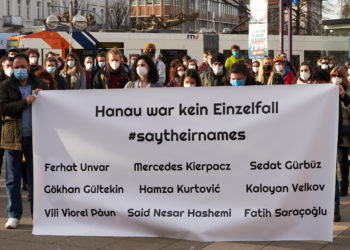 Hanau war kein Einzelfall
#saytheirnames
Ferhat Unvar Mercedes Kierpacz Sedat Gürbüz
Gökhan Gültekin Hamza Kurtović Kaloyan Velkov
Vili Viorel Păun Said Nesar Hashemi Fatih Saraçoğlu